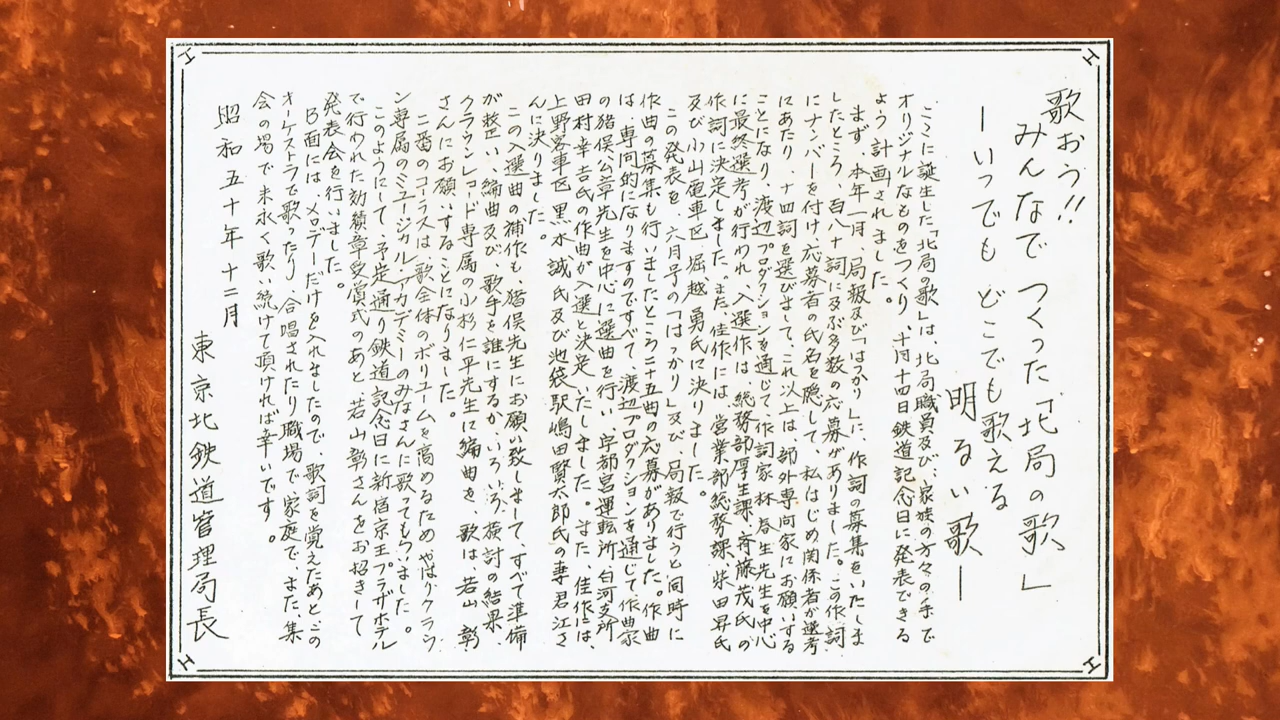 歌おう!!
みんなで つくった「北局の歌」
―いつでも どこでも歌える
明るい歌―
ここに誕生した「北局の歌」は、北局職員及び、家族の方々の手で
オリジナルなものをつくり、十月十四日鉄道記念日に発表できる
よう計画されました。
まず、本年一月、局報及び「はつかり」に、作詞の募集をいたしま
したところ、百八十詞に及ぶ多数の応募がありました。この作詞
にナンバーを付け、応募者の氏名を隠して、私はじめ関係者が選考
にあたり、十四詞を選びまして、これ以上は、部外専向家にお願いする
ことになり、渡辺プロダクションを通じて、作詞家林春生先生を中心
に最終選考が行われ、入選作は、総務部厚生課、斉藤茂氏の
作詞に決定しました。また、佳作には、営業部総務課、柴田昇氏
及び小山電車区、堀越勇氏に決りました。
この発表を、六月号の「はつかり」及び、局報で行うと同時に
作曲の募集も行いましたところ二十五曲の応募がありました。作曲
は、専向的になりますのですべて、渡辺プロダクションを通じて、作曲家
の猪俣公章先生を中心に選曲を行い、宇都宮運転所、白河支所
田村幸吉氏の作曲が入選と決定いたしました。また、佳作には、
上野客車区 黒木誠氏及び池袋駅嶋田賢太郎氏の妻君江さ
んに決りました。
この入選曲の補作も、猪俣先生にお願い致しまして、すべて準備
が整い、編曲及び、歌手を誰にするか、いろいろ検討の結果、
クラウンレコード専属の小杉仁平先生に編曲を、歌は、若山彰
さんにお願いすることになりました。
二番のコーラスは、歌全体のボリュームを高めるため やはりクラウ
ン専属のミュージカル・アカデミーのみなさんに歌ってもらいました。
このようにして、予定通り鉄道記念日に新宿京王プラザホテル
で行われた効績章受賞式のあと、若山彰さんをお招きして
発表会を行いました。
B面には、メロデーだけを入れましたので、歌詞を覚えたあとこの
オーケストラで歌ったり、合唱されたり職場で家庭で、また、集
会の場で末永く歌い続けて頂ければ幸いです。
昭和五十年十二月
東京北鉄道管理局長